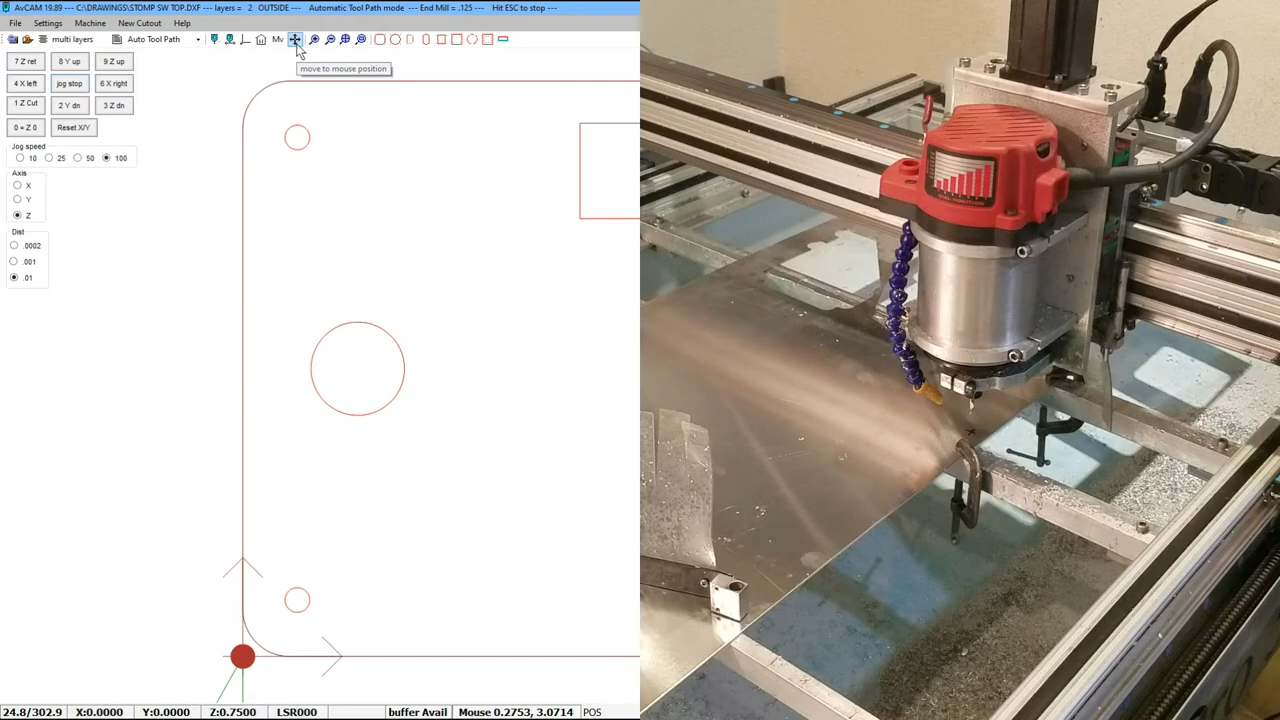 AvCAM 19.89 --- C:\DRAWINGS\STOMP SW TOP.DXF --- layers = 2 OUTSIDE --- Automatic Tool Path mode --- End Mill = .125 Hit ESC to stop ---
File Settings Machine New Cutout Help
multi layers Auto Tool Path Mv
move to mouse position
7 Z ret 8 Y up 9 Z up
4 X left jog stop 6 X right
1 Z Cut 2 Y dn 3 Z dn
0 = Z 0 Reset X/Y
Jog speed
10 25 50 100
Axis
X
Y
Z
Dist
.0002
.001
.01
24.8/302.9 X:0.0000 Y:0.0000 Z:0.7500 LSR000 buffer Avail Mouse 0.2753, 3.0714 POS